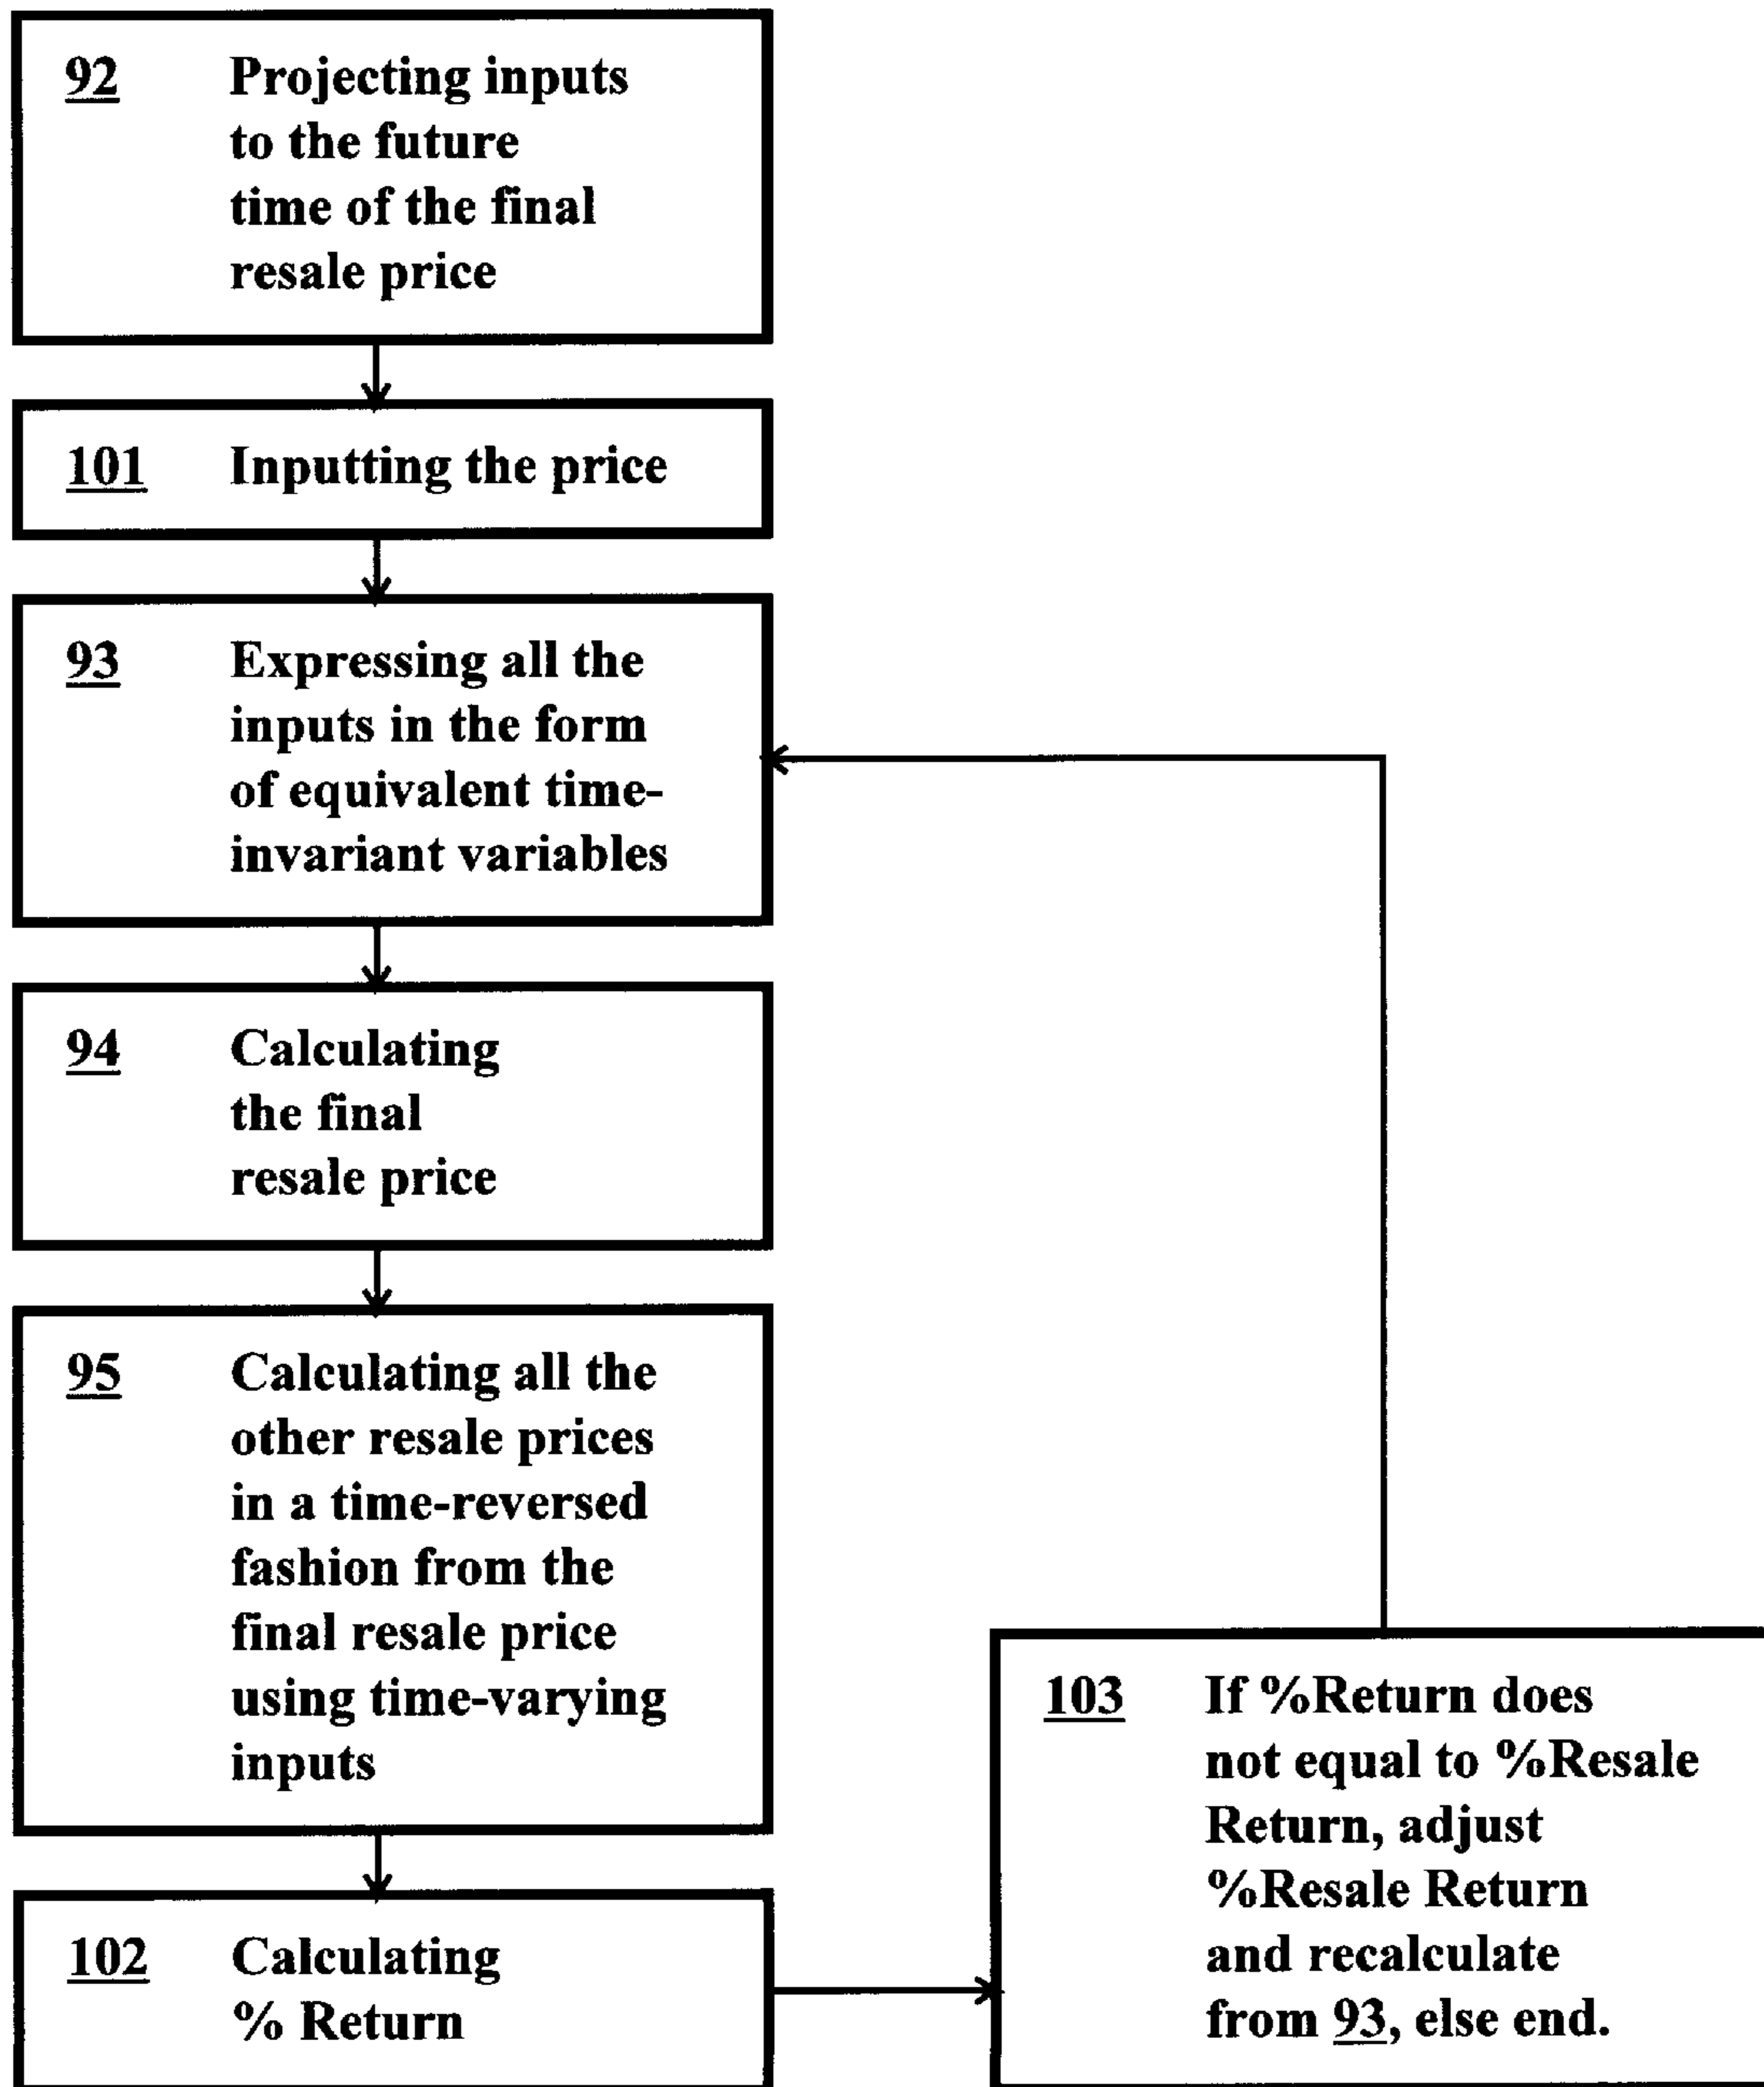 92 Projecting inputs
to the future
time of the final
resale price
101 Inputting the price
93 Expressing all the
inputs in the form
of equivalent time-
invariant variables
94 Calculating
the final
resale price
95 Calculating all the
other resale prices
in a time-reversed
fashion from the
final resale price
using time-varying
inputs
102 Calculating
% Return
103 If %Return does
not equal to %Resale
Return, adjust
%Resale Return
and recalculate
from 93, else end.